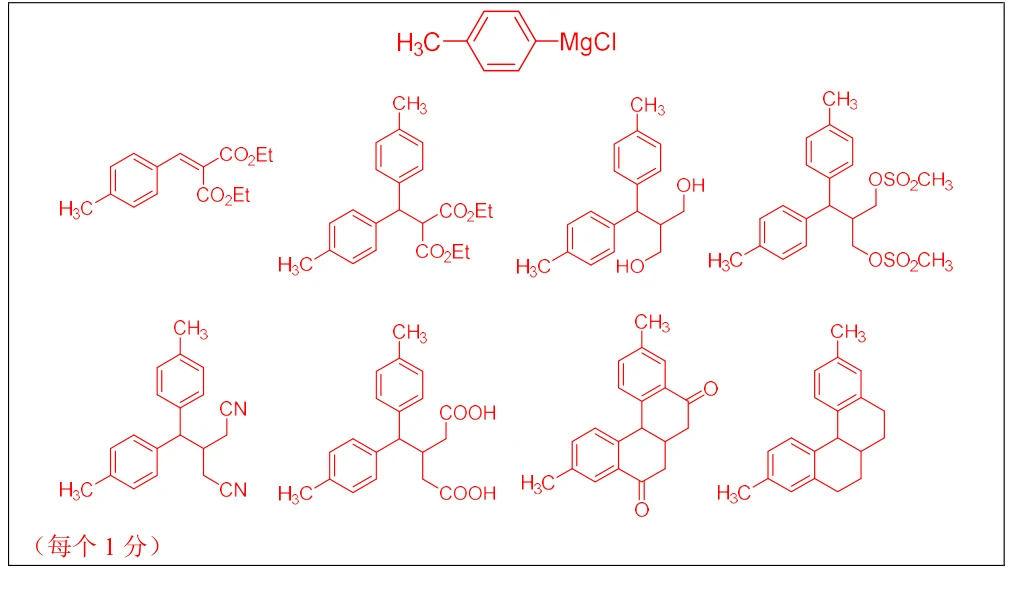 H₃C MgCl
CH₃ CH₃ CH₃
CO₂Et CO₂Et H₃C
CO₂Et CO₂Et H₃C
OH HO H₃C
OSO₂CH₃ OSO₂CH₃ H₃C
CH₃ CH₃ CH₃ CH₃
CN CN H₃C
COOH COOH H₃C
O O H₃C
H₃C
(每个1分)